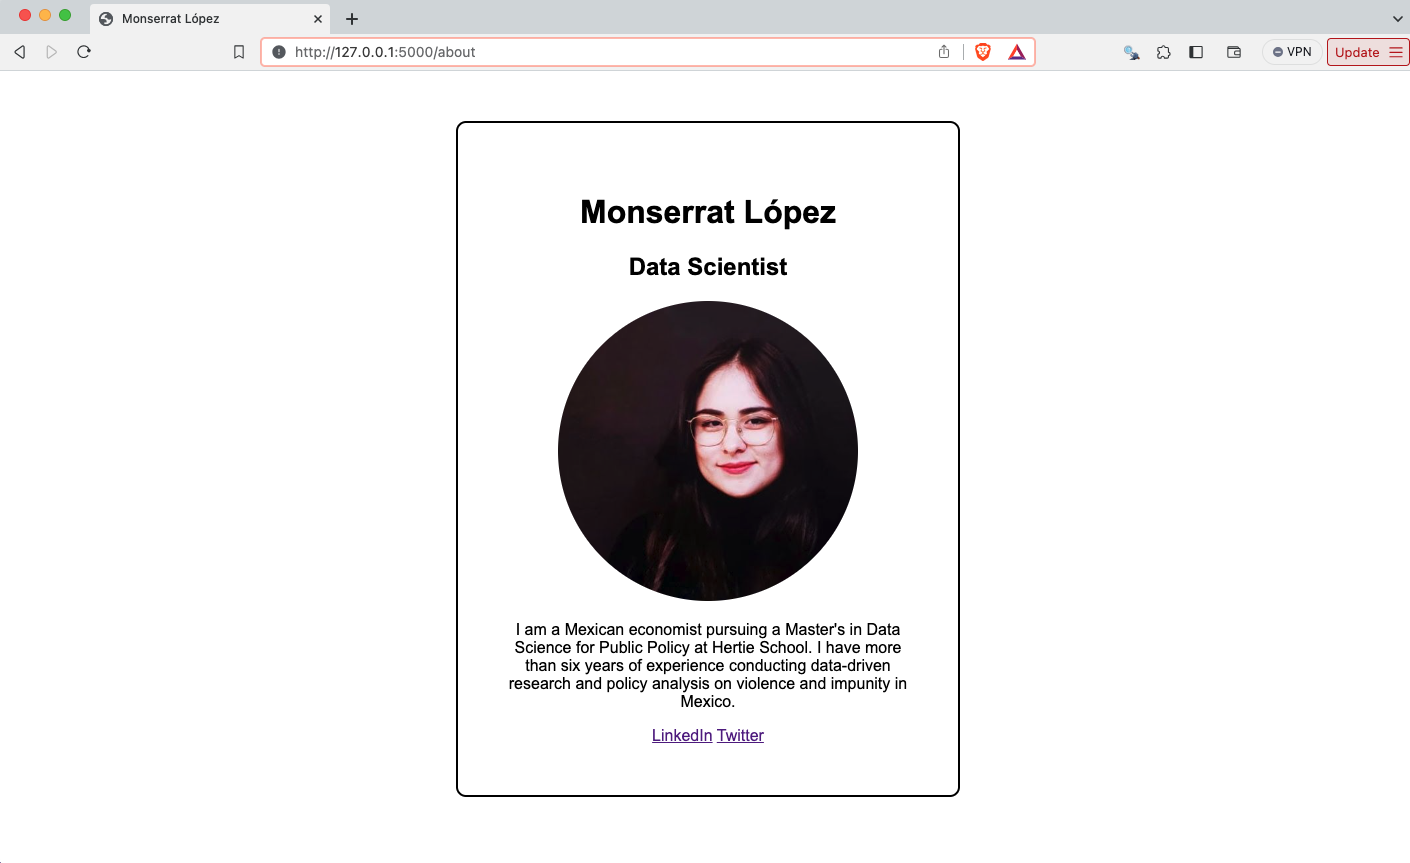 Monserrat López
http://127.0.0.1:5000/about
VPN
Update
Monserrat López
Data Scientist
I am a Mexican economist pursuing a Master's in Data
Science for Public Policy at Hertie School. I have more
than six years of experience conducting data-driven
research and policy analysis on violence and impunity in
Mexico.
LinkedIn Twitter